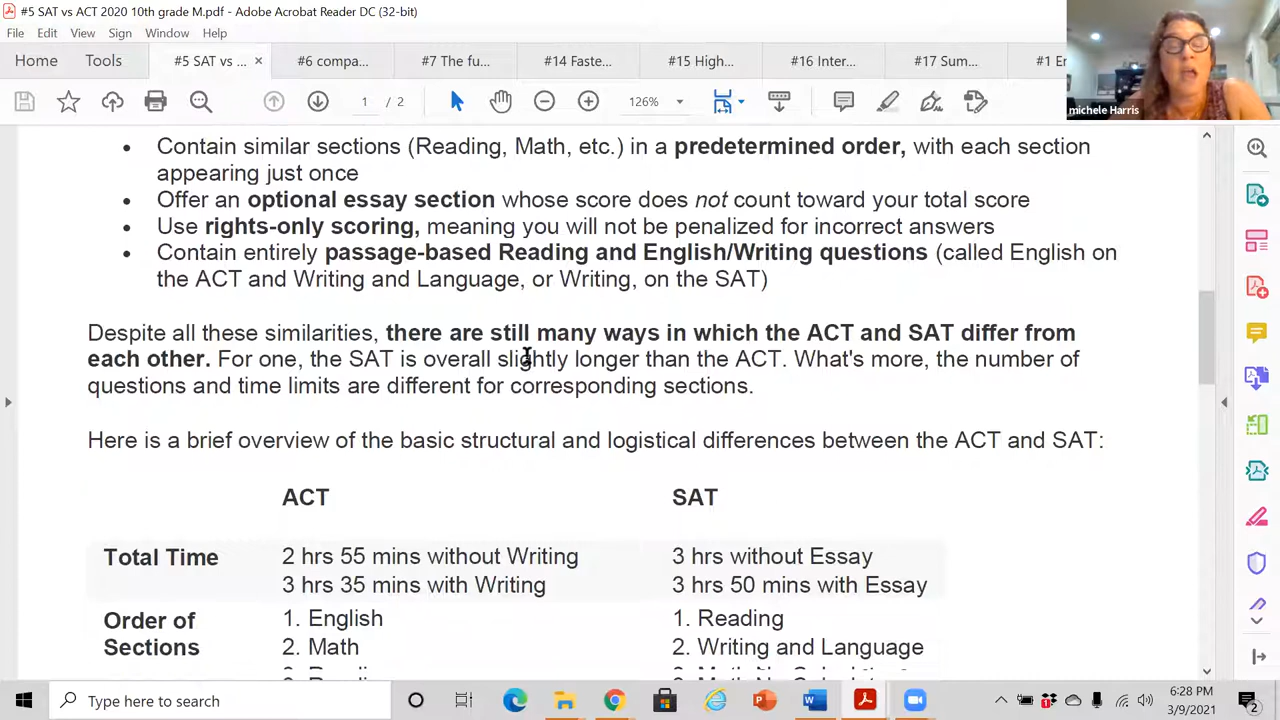 #5 SAT vs ACT 2020 10th grade M.pdf - Adobe Acrobat Reader DC (32-bit)
File Edit View Sign Window Help
Home Tools #5 SAT vs ... × #6 compa... #7 The fu... #14 Faste... #15 High... #16 Inter... #17 Sum... #1 E
1 / 2 126%
michele Harris
• Contain similar sections (Reading, Math, etc.) in a predetermined order, with each section
appearing just once
• Offer an optional essay section whose score does not count toward your total score
• Use rights-only scoring, meaning you will not be penalized for incorrect answers
• Contain entirely passage-based Reading and English/Writing questions (called English on
the ACT and Writing and Language, or Writing, on the SAT)
Despite all these similarities, there are still many ways in which the ACT and SAT differ from
each other. For one, the SAT is overall slightly longer than the ACT. What's more, the number of
questions and time limits are different for corresponding sections.
Here is a brief overview of the basic structural and logistical differences between the ACT and SAT:
ACT SAT
Total Time 2 hrs 55 mins without Writing 3 hrs without Essay
3 hrs 35 mins with Writing 3 hrs 50 mins with Essay
Order of 1. English 1. Reading
Sections 2. Math 2. Writing and Language
Type here to search
6:28 PM
3/9/2021
2